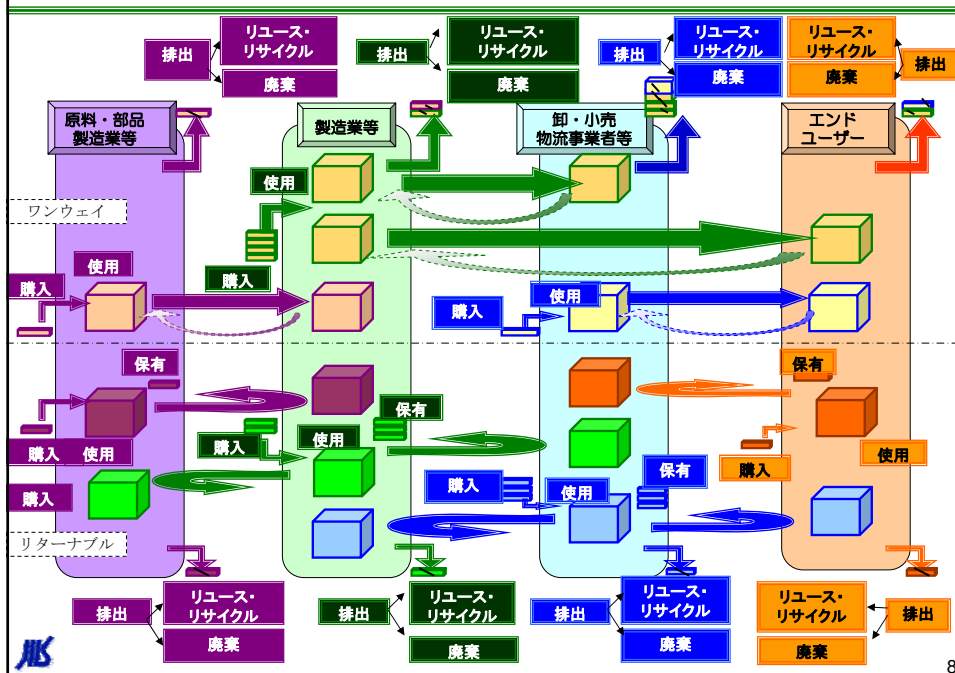 排出
リユース・
リサイクル
廃棄
排出
リユース・
リサイクル
廃棄
排出
リユース・
リサイクル
廃棄
リユース・
リサイクル
廃棄
排出
原料・部品
製造業等
製造業等
卸・小売
物流事業者等
エンド
ユーザー
使用
ワンウェイ
使用
購入
購入
使用
購入
保有
保有
保有
購入
使用
購入
使用
購入
使用
購入
購入
使用
保有
リターナブル
排出
リユース・
リサイクル
廃棄
排出
リユース・
リサイクル
廃棄
排出
リユース・
リサイクル
廃棄
リユース・
リサイクル
廃棄
排出
JILS
8